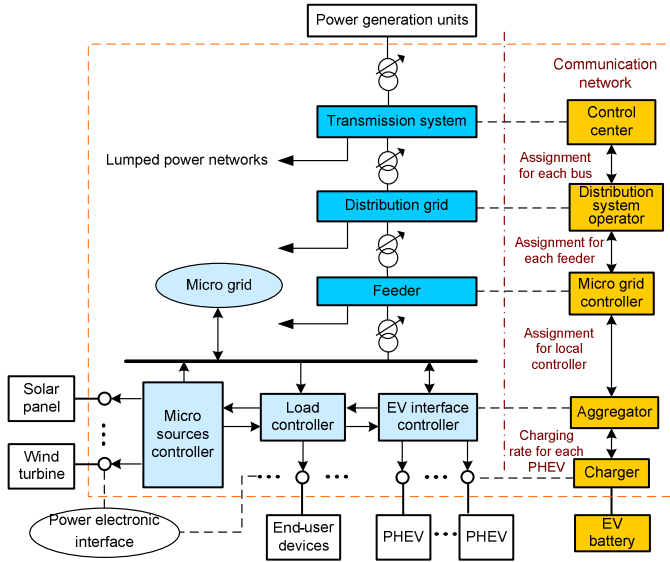 Power generation units
Communication
network
Transmission system
Control
center
Lumped power networks
Assignment
for each bus
Distribution grid
Distribution
system
operator
Assignment for
each feeder
Micro grid
Feeder
Micro grid
controller
Assignment
for local
controller
Solar
panel
Micro
sources
controller
Load
controller
EV interface
controller
Aggregator
Charging
rate for each
PHEV
Wind
turbine
Charger
Power electronic
interface
End-user
devices
PHEV
PHEV
EV
battery